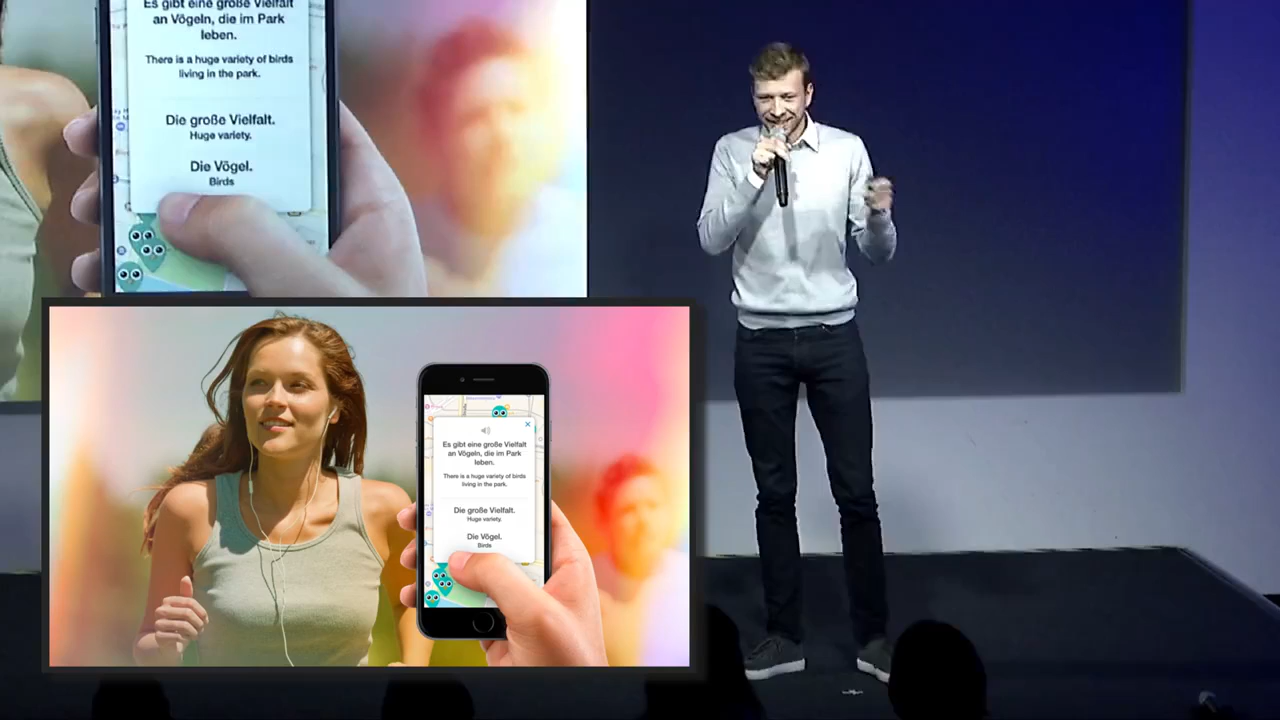 Es gibt eine große Vielfalt
an Vögeln, die im Park
leben.
There is a huge variety of birds
living in the park.
Die große Vielfalt.
Huge variety.
Die Vögel.
Birds
Es gibt eine große Vielfalt
an Vögeln, die im Park
leben.
There is a huge variety of birds
living in the park.
Die große Vielfalt.
Huge variety.
Die Vögel.
Birds